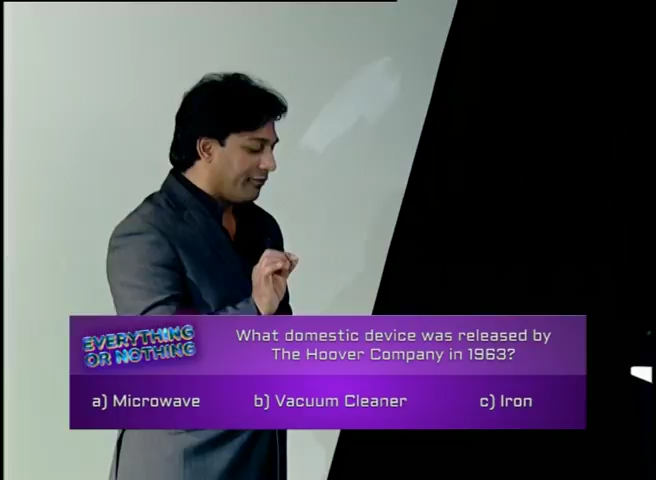 EVERYTHING
OR NOTHING
What domestic device was released by
The Hoover Company in 1963?
a) Microwave
b) Vacuum Cleaner
c) Iron